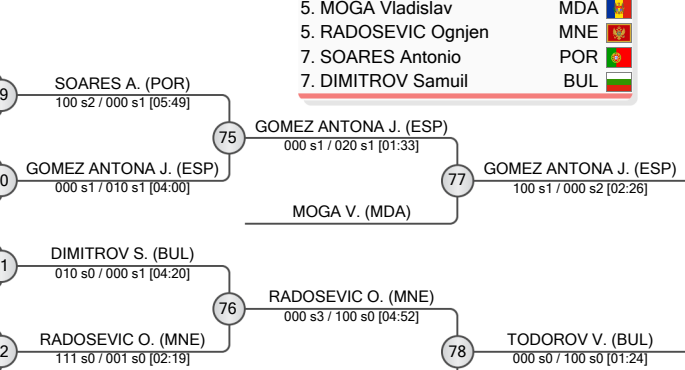 5. MOGA Vladislav MDA
5. RADOSEVIC Ognjen MNE
7. SOARES Antonio POR
7. DIMITROV Samuil BUL
9
SOARES A. (POR)
100 s2 / 000 s1 [05:49]
75
GOMEZ ANTONA J. (ESP)
000 s1 / 020 s1 [01:33]
0
GOMEZ ANTONA J. (ESP)
000 s1 / 010 s1 [04:00]
77
GOMEZ ANTONA J. (ESP)
100 s1 / 000 s2 [02:26]
MOGA V. (MDA)
1
DIMITROV S. (BUL)
010 s0 / 000 s1 [04:20]
76
RADOSEVIC O. (MNE)
000 s3 / 100 s0 [04:52]
2
RADOSEVIC O. (MNE)
111 s0 / 001 s0 [02:19]
78
TODOROV V. (BUL)
000 s0 / 100 s0 [01:24]